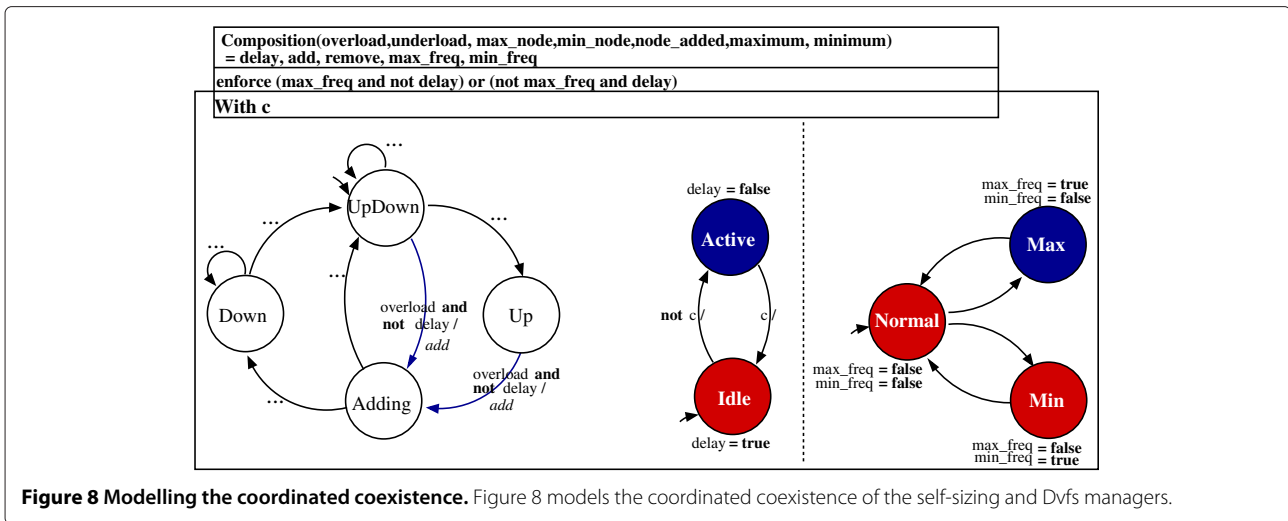 Composition(overload,underload, max_node,min_node,node_added,maximum, minimum)
= delay, add, remove, max_freq, min_freq
enforce (max_freq and not delay) or (not max_freq and delay)
With c
...
UpDown
...
...
...
Down
...
overload and
not delay /
add
Up
overload and
not delay /
add
Adding
...
delay = false
Active
not c /
c /
Idle
delay = true
max_freq = true
min_freq = false
Max
Normal
max_freq = false
min_freq = false
Min
max_freq = false
min_freq = true
Figure 8 Modelling the coordinated coexistence. Figure 8 models the coordinated coexistence of the self-sizing and Dvfs managers.